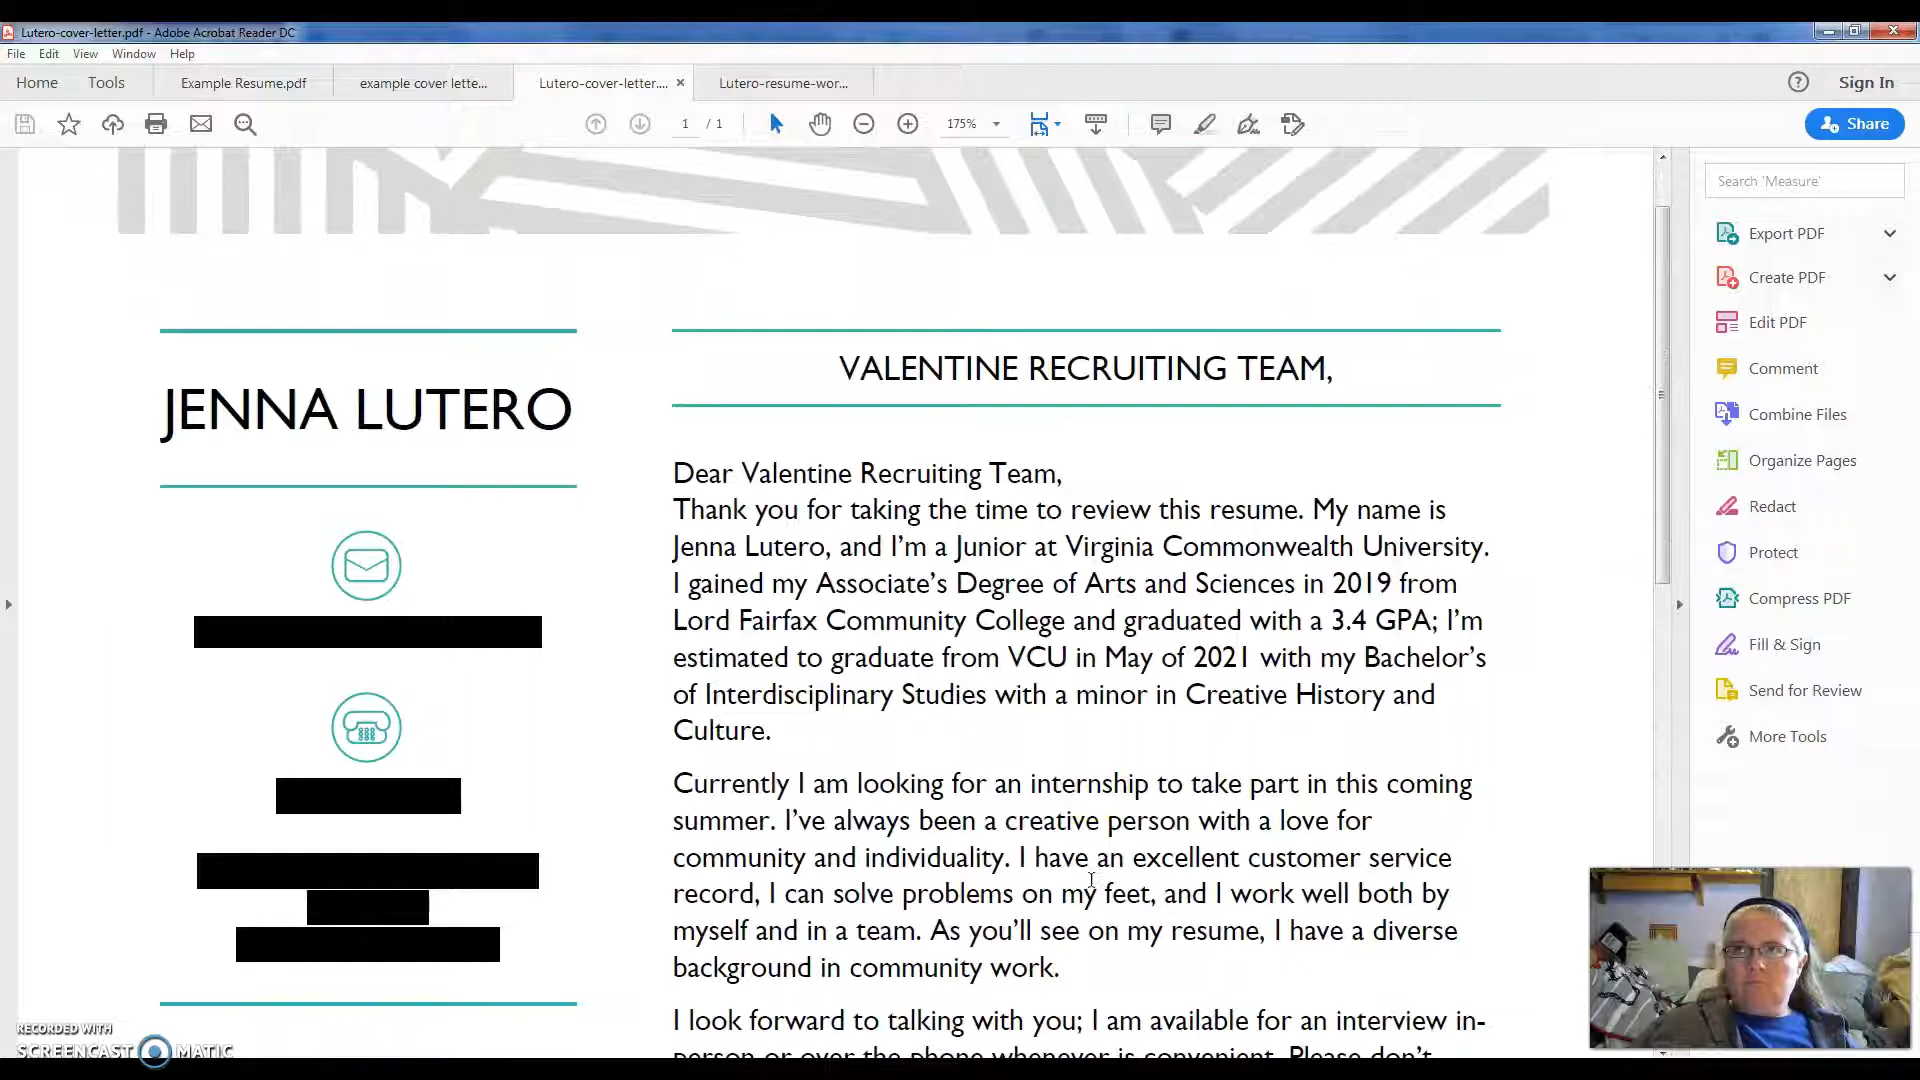 Lutero-cover-letter.pdf - Adobe Acrobat Reader DC
File Edit View Window Help
Home Tools Example Resume.pdf example cover lette... Lutero-cover-letter.... Lutero-resume-wor... Sign In
1 / 1 175% Share
Search 'Measure'
Export PDF
Create PDF
Edit PDF
Comment
Combine Files
Organize Pages
Redact
Protect
Compress PDF
Fill & Sign
Send for Review
More Tools
JENNA LUTERO
VALENTINE RECRUITING TEAM,
Dear Valentine Recruiting Team,
Thank you for taking the time to review this resume. My name is
Jenna Lutero, and I'm a Junior at Virginia Commonwealth University.
I gained my Associate's Degree of Arts and Sciences in 2019 from
Lord Fairfax Community College and graduated with a 3.4 GPA; I'm
estimated to graduate from VCU in May of 2021 with my Bachelor's
of Interdisciplinary Studies with a minor in Creative History and
Culture.
Currently I am looking for an internship to take part in this coming
summer. I've always been a creative person with a love for
community and individuality. I have an excellent customer service
record, I can solve problems on my feet, and I work well both by
myself and in a team. As you'll see on my resume, I have a diverse
background in community work.
I look forward to talking with you; I am available for an interview in-
person or over the phone whenever is convenient. Please don't
RECORDED WITH
SCREENCAST MATIC